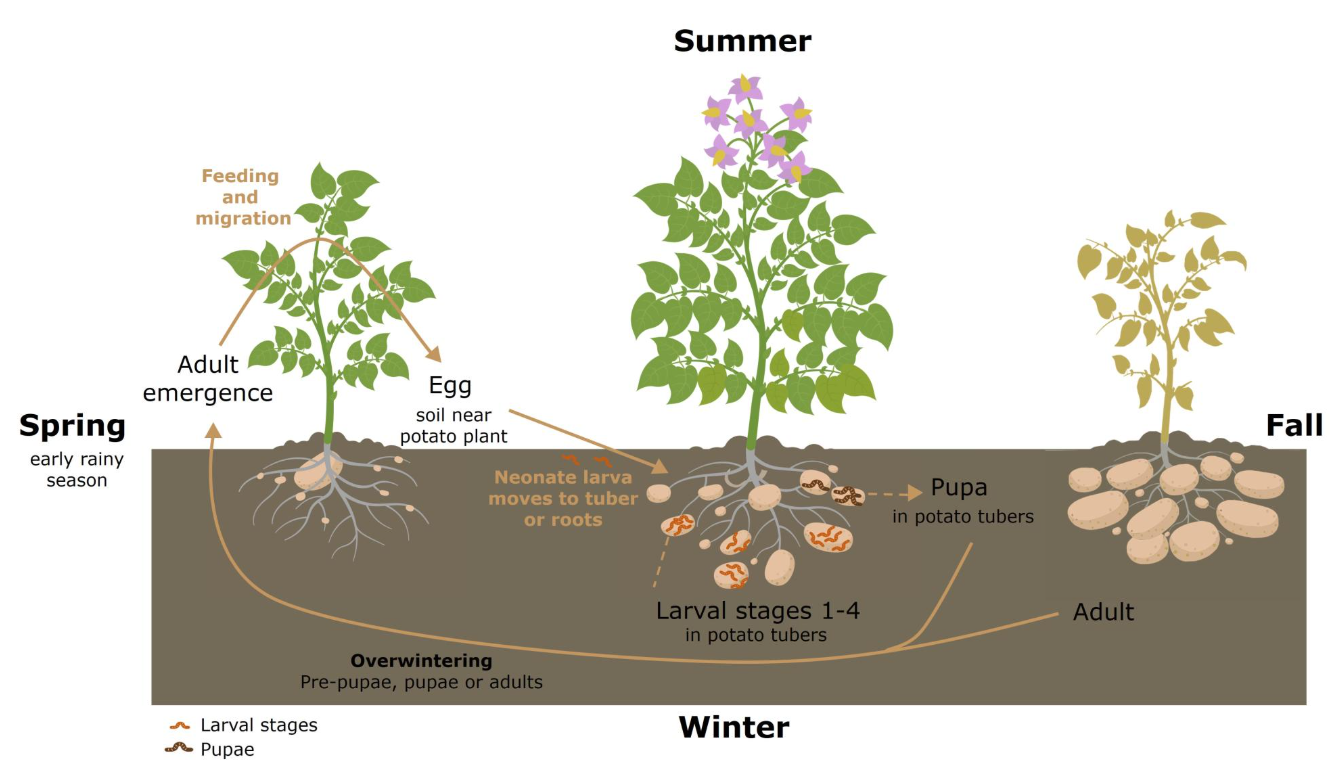 Summer
Feeding
and
migration
Adult
emergence
Egg
soil near
potato plant
Spring
early rainy
season
Fall
Neonate larva
moves to tuber
or roots
Pupa
in potato tubers
Larval stages 1-4
in potato tubers
Adult
Overwintering
Pre-pupae, pupae or adults
Winter
Larval stages
Pupae